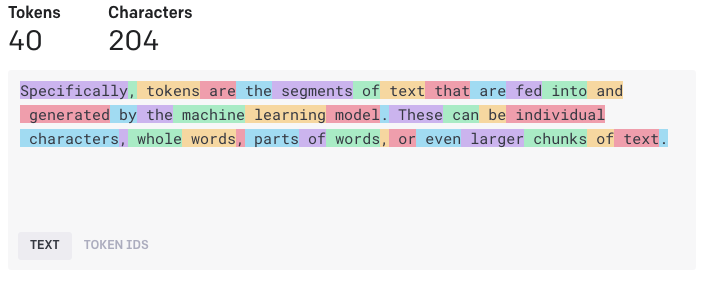 Tokens Characters
40 204
Specifically, tokens are the segments of text that are fed into and
generated by the machine learning model. These can be individual
characters, whole words, parts of words, or even larger chunks of text.
TEXT TOKEN IDS